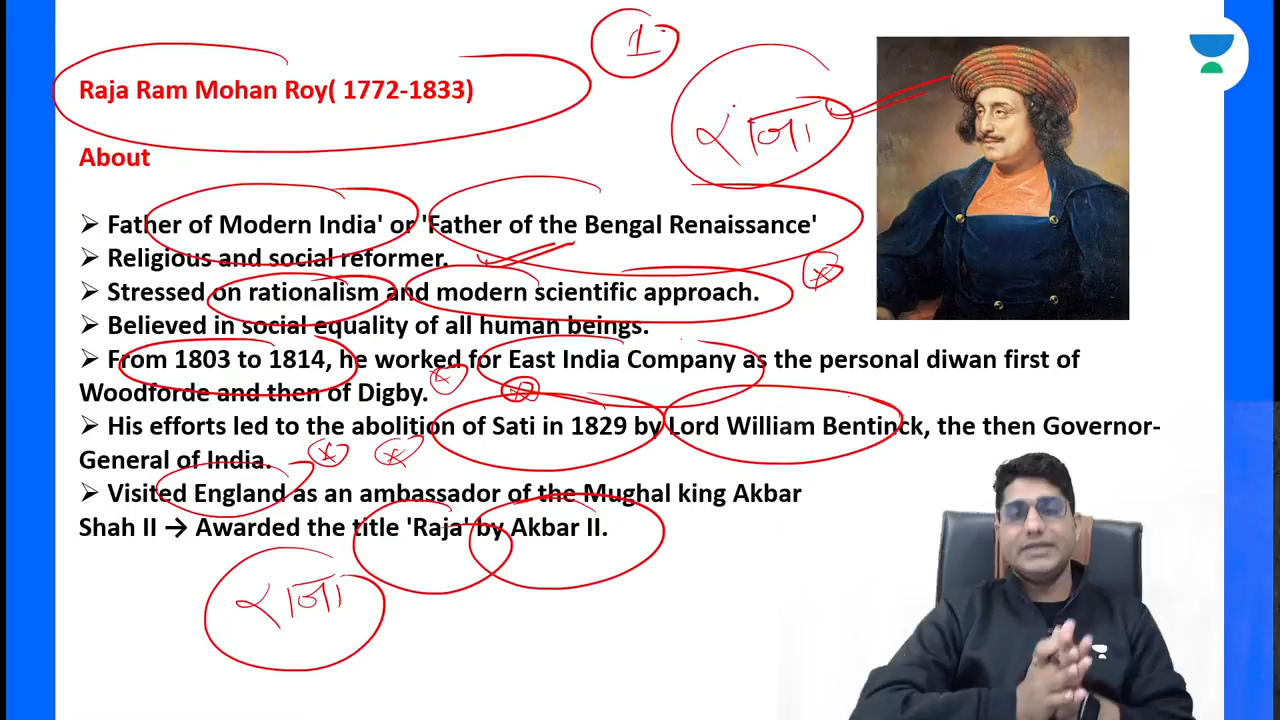 1
Raja Ram Mohan Roy( 1772-1833)
राजा
About
➢ Father of Modern India' or 'Father of the Bengal Renaissance'
➢ Religious and social reformer.
➢ Stressed on rationalism and modern scientific approach.
➢ Believed in social equality of all human beings.
➢ From 1803 to 1814, he worked for East India Company as the personal diwan first of
Woodforde and then of Digby.
➢ His efforts led to the abolition of Sati in 1829 by Lord William Bentinck, the then Governor-
General of India.
➢ Visited England as an ambassador of the Mughal king Akbar
Shah II → Awarded the title 'Raja' by Akbar II.
राजा